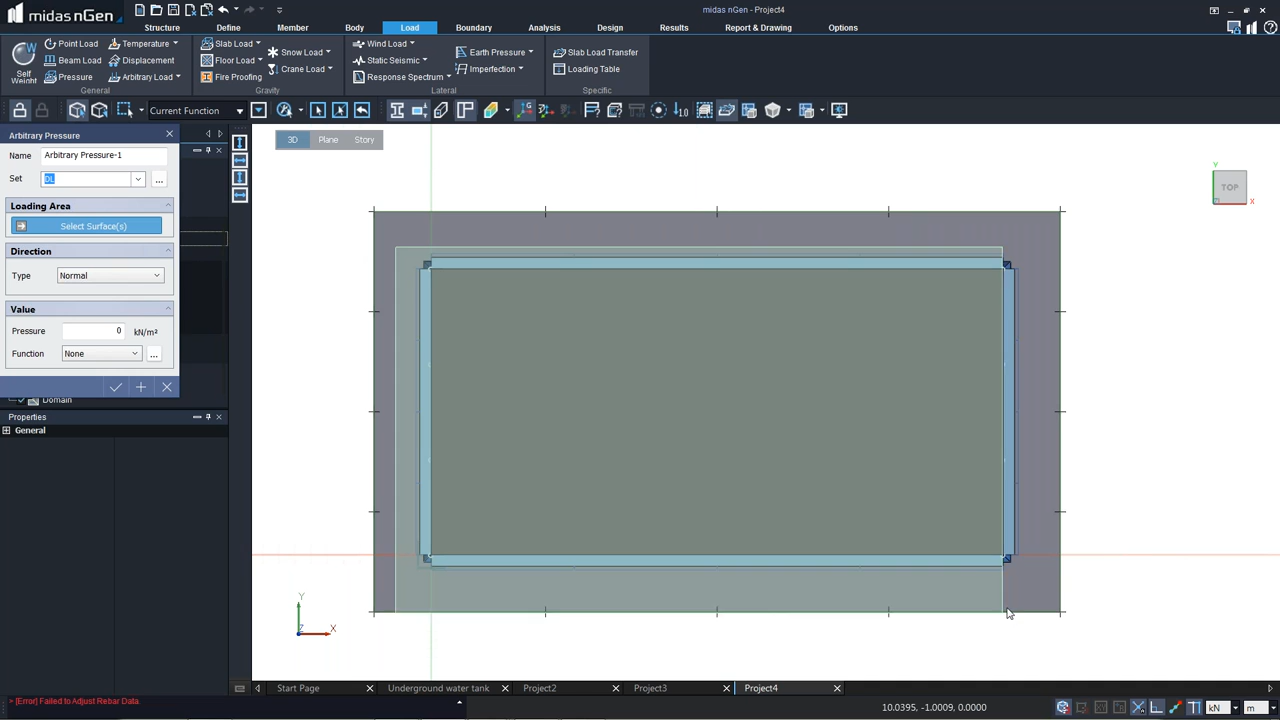 midas nGen
midas nGen - Project4
Structure Define Member Load Boundary Analysis Design Results Report & Drawing Options
Self Weight
Point Load
Beam Load
Pressure
Temperature
Displacement
Arbitrary Load
General
Slab Load
Floor Load
Fire Proofing
Snow Load
Crane Load
Gravity
Wind Load
Static Seismic
Response Spectrum
Earth Pressure
Imperfection
Lateral
Slab Load Transfer
Loading Table
Specific
Current Function
1.0
Arbitrary Pressure
Name Arbitrary Pressure-1
Set DL ...
Loading Area
Select Surface(s)
Direction
Type Normal
Value
Pressure 0 kN/m²
Function None ...
Domain
Properties
General
3D Plane Story
Y
TOP
X
Y
Z
X
Start Page Underground water tank Project2 Project3 Project4
> [Error] Failed to Adjust Rebar Data.
10.0395, -1.0009, 0.0000
kN m